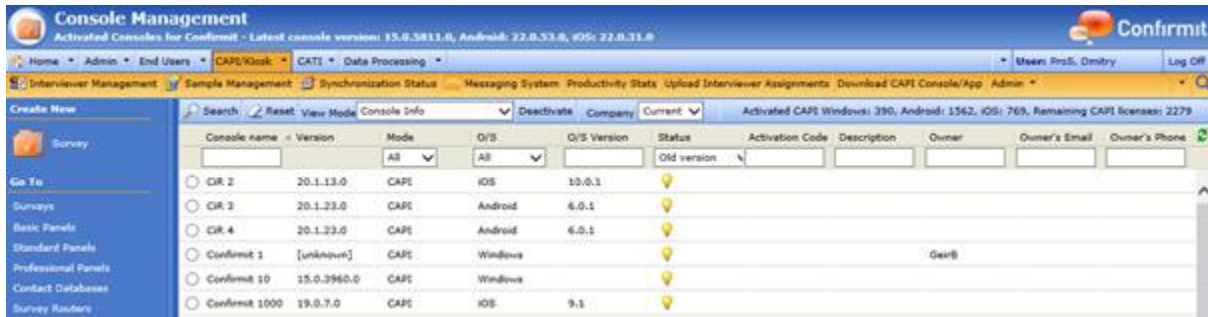 Console Management
Activated Consoles for Confirmit - Latest console version: 15.0.5811.0, Android: 22.0.53.0, iOS: 22.0.31.0
Confirmit
Home Admin End Users CAPI/Kiosk CATI Data Processing User: ProS, Dmitry Log Off
Interviewer Management Sample Management Synchronization Status Messaging System Productivity Stats Upload Interviewer Assignments Download CAPI Console/App Admin
Create New Search Reset View Mode Console Info Deactivate Company Current Activated CAPI Windows: 390, Android: 1562, iOS: 769, Remaining CAPI licenses: 2279
Console name Version Mode O/S O/S Version Status Activation Code Description Owner Owner's Email Owner's Phone
Survey
All All Old version
Go To CiR 2 20.1.13.0 CAPI iOS 10.0.1
Surveys CiR 3 20.1.23.0 CAPI Android 6.0.1
Basic Panels CiR 4 20.1.23.0 CAPI Android 6.0.1
Standard Panels Confirmit 1 [unknown] CAPI Windows GeirB
Professional Panels
Contact Databases Confirmit 10 15.0.3960.0 CAPI Windows
Survey Routers Confirmit 1000 19.0.7.0 CAPI iOS 9.1